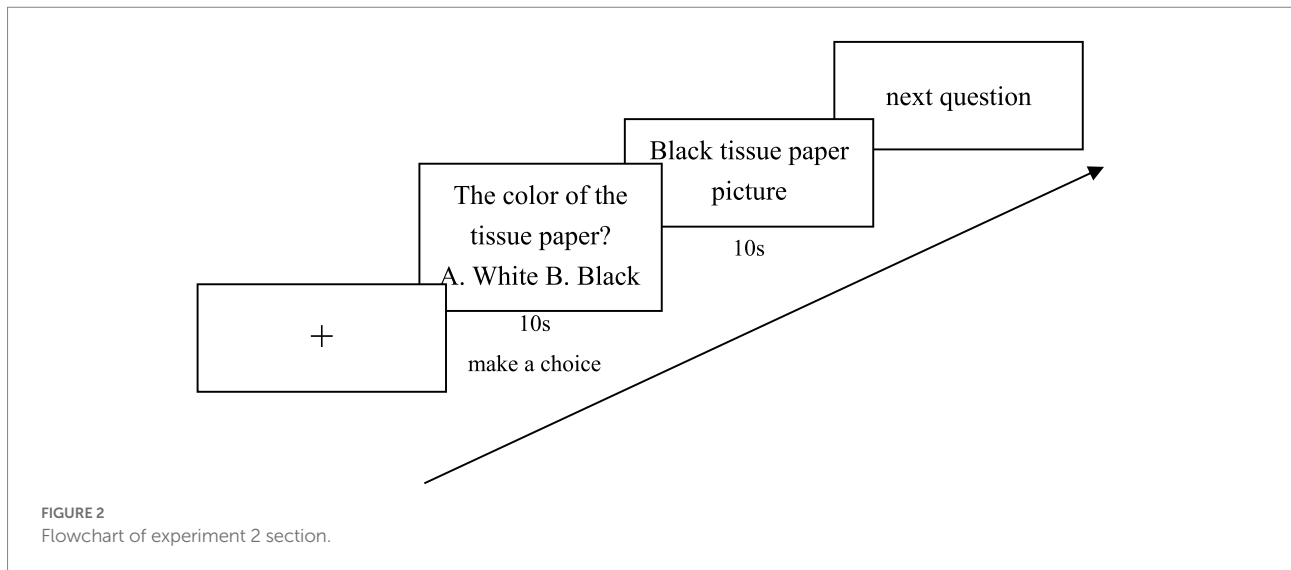 next question
Black tissue paper
picture
10s
The color of the
tissue paper?
A. White B. Black
10s
make a choice
+
FIGURE 2
Flowchart of experiment 2 section.